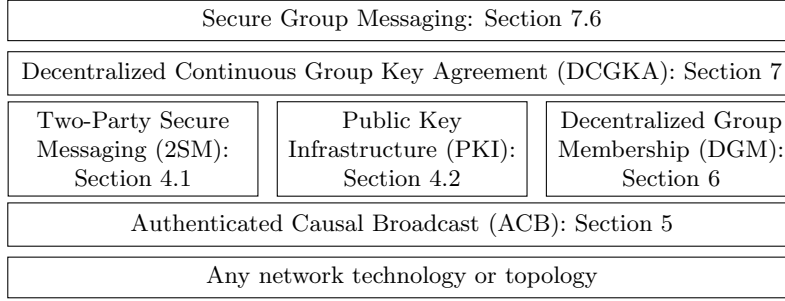 Secure Group Messaging: Section 7.6
Decentralized Continuous Group Key Agreement (DCGKA): Section 7
Two-Party Secure
Messaging (2SM):
Section 4.1
Public Key
Infrastructure (PKI):
Section 4.2
Decentralized Group
Membership (DGM):
Section 6
Authenticated Causal Broadcast (ACB): Section 5
Any network technology or topology